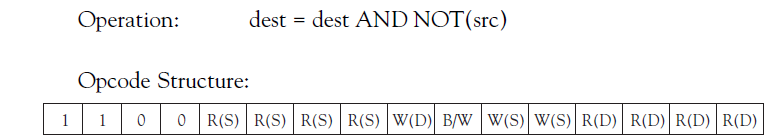 Operation: dest = dest AND NOT(src)
Opcode Structure:
1 1 0 0 R(S) R(S) R(S) R(S) W(D) B/W W(S) W(S) R(D) R(D) R(D) R(D)